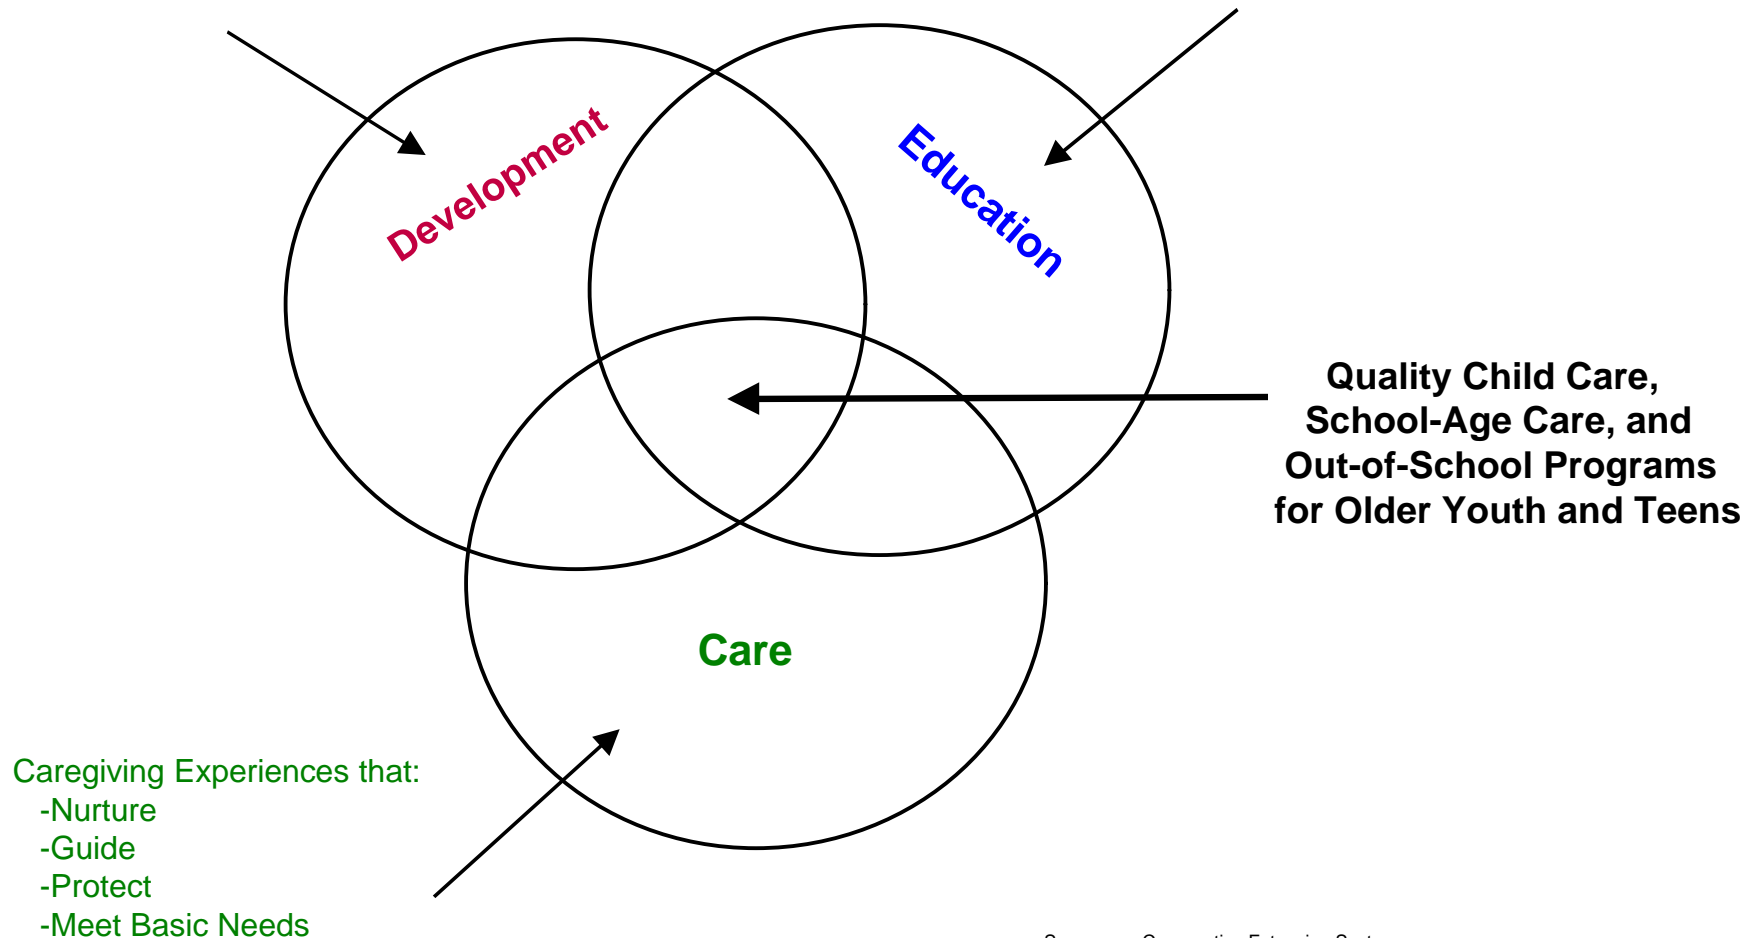 Development
Education
Quality Child Care,
School-Age Care, and
Out-of-School Programs
for Older Youth and Teens
Care
Caregiving Experiences that:
-Nurture
-Guide
-Protect
-Meet Basic Needs